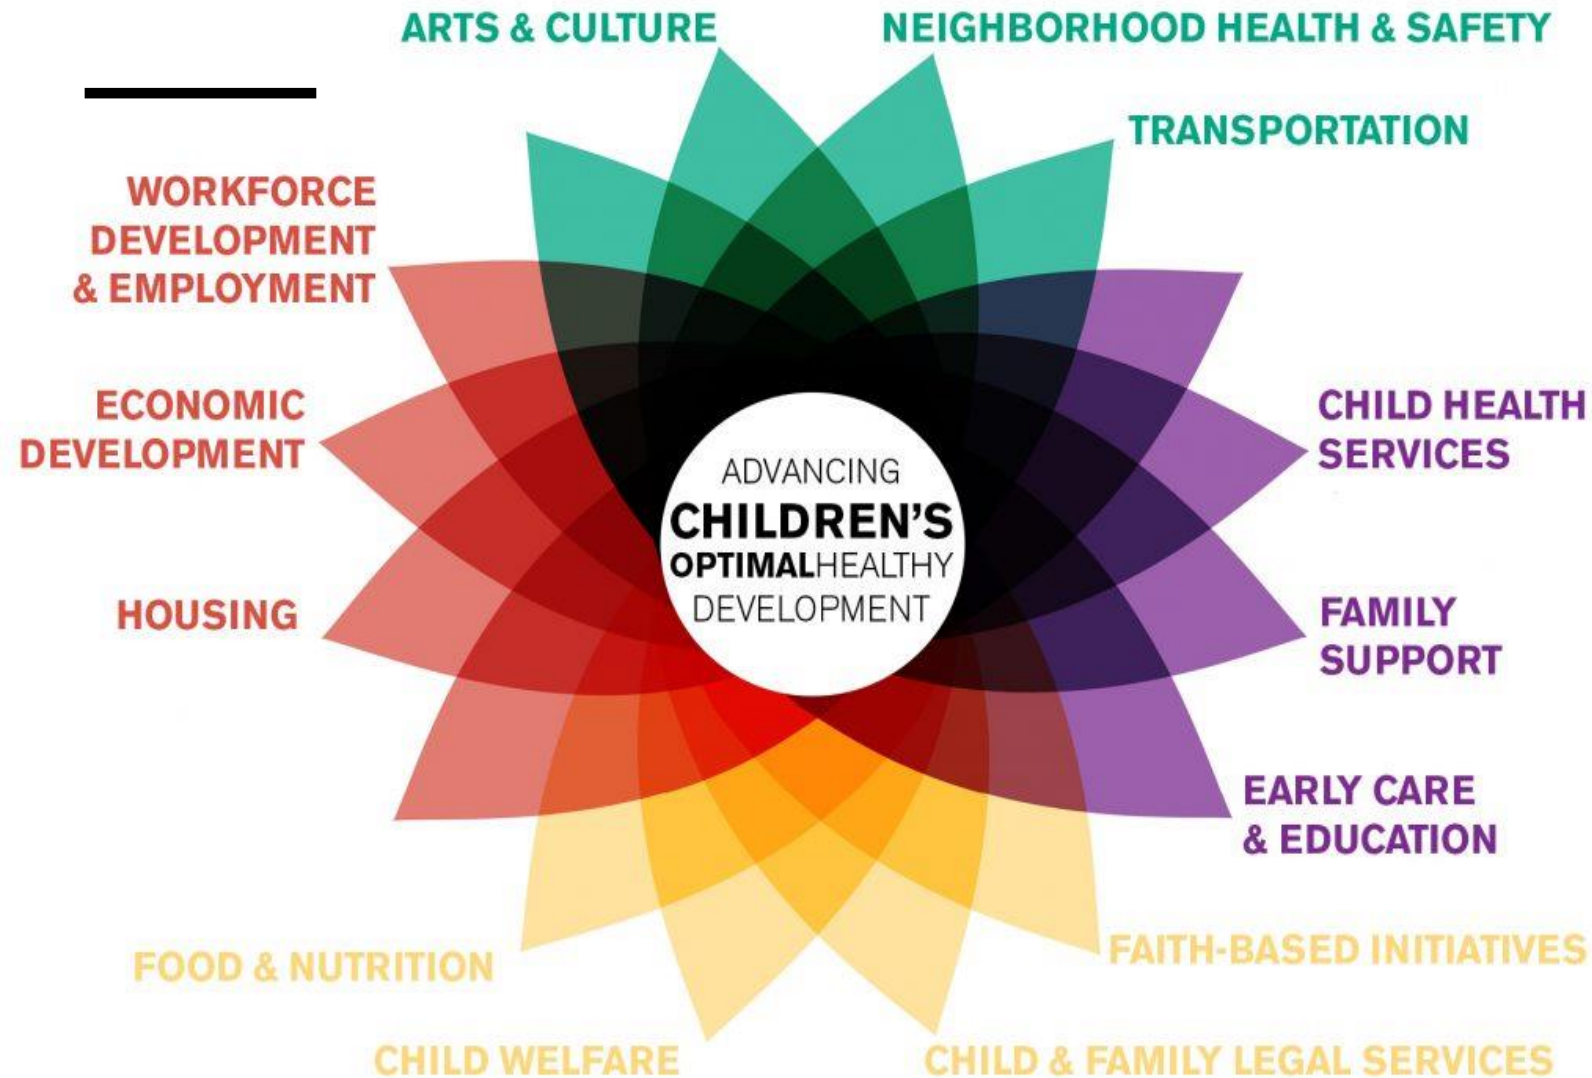 ARTS & CULTURE
NEIGHBORHOOD HEALTH & SAFETY
TRANSPORTATION
WORKFORCE
DEVELOPMENT
& EMPLOYMENT
ECONOMIC
DEVELOPMENT
CHILD HEALTH
SERVICES
ADVANCING
CHILDREN'S
OPTIMALHEALTHY
DEVELOPMENT
HOUSING
FAMILY
SUPPORT
EARLY CARE
& EDUCATION
FOOD & NUTRITION
FAITH-BASED INITIATIVES
CHILD WELFARE
CHILD & FAMILY LEGAL SERVICES